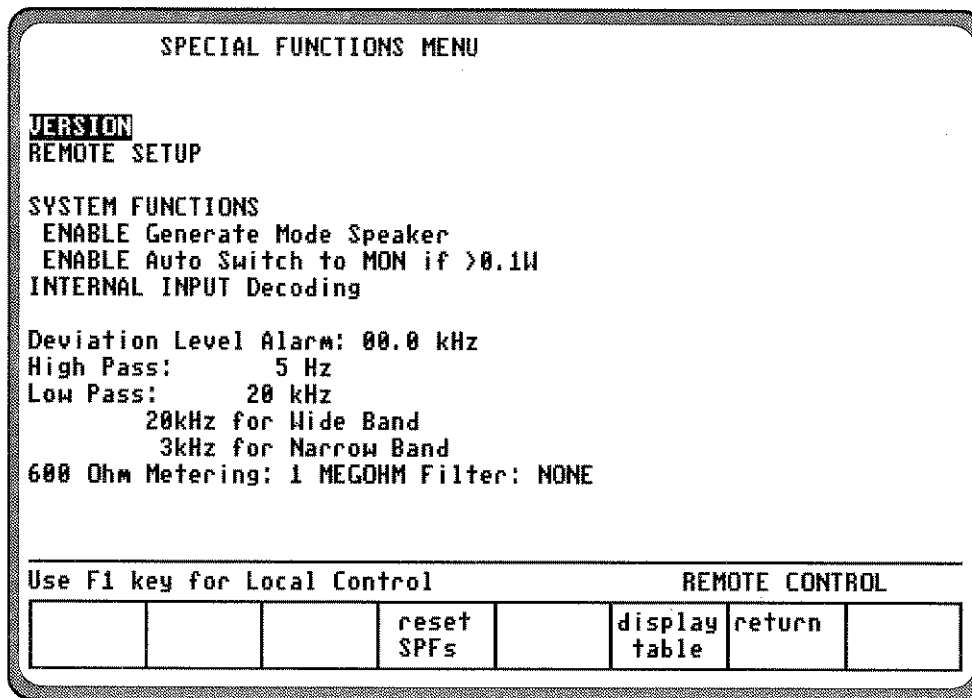 SPECIAL FUNCTIONS MENU
VERSION
REMOTE SETUP
SYSTEM FUNCTIONS
ENABLE Generate Mode Speaker
ENABLE Auto Switch to MON if >0.1W
INTERNAL INPUT Decoding
Deviation Level Alarm: 00.0 kHz
High Pass: 5 Hz
Low Pass: 20 kHz
20kHz for Wide Band
3kHz for Narrow Band
600 Ohm Metering: 1 MEGOHM Filter: NONE
Use F1 key for Local Control REMOTE CONTROL
reset SPFs
display table
return